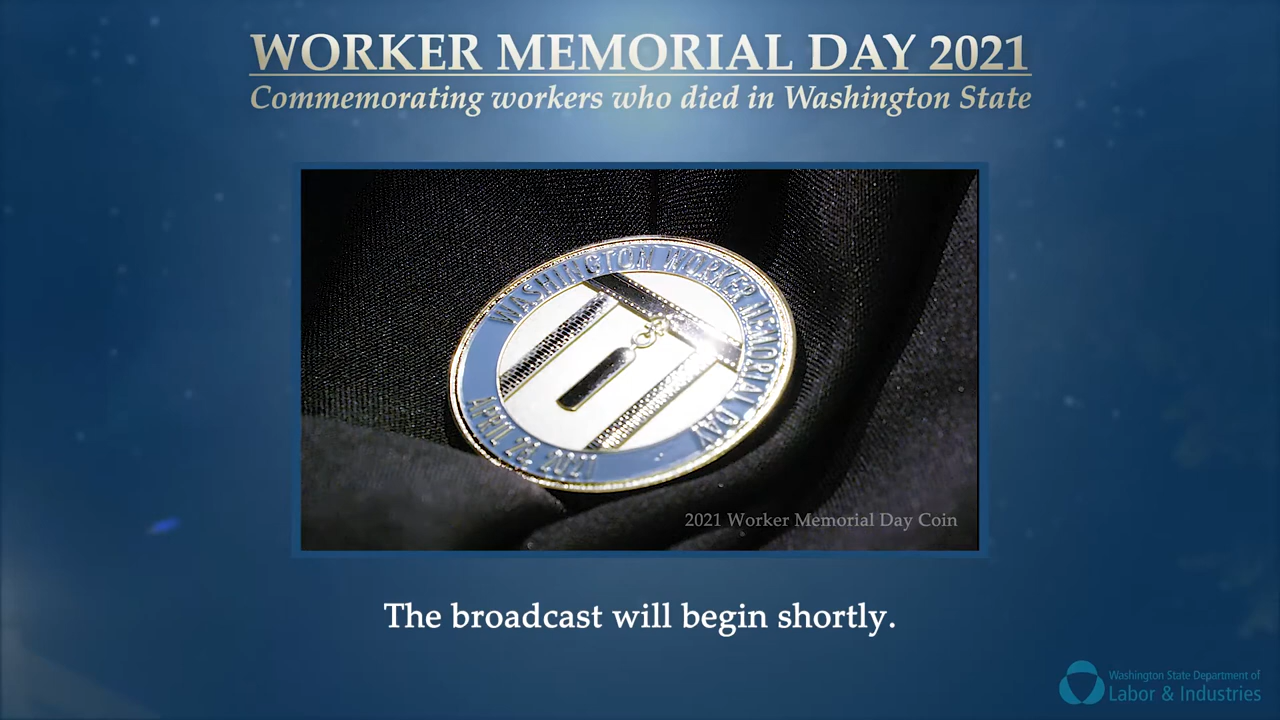 WORKER MEMORIAL DAY 2021
Commemorating workers who died in Washington State
WASHINGTON WORKER MEMORIAL DAY
APRIL 2021
2021 Worker Memorial Day Coin
The broadcast will begin shortly.
Washington State Department of
Labor & Industries